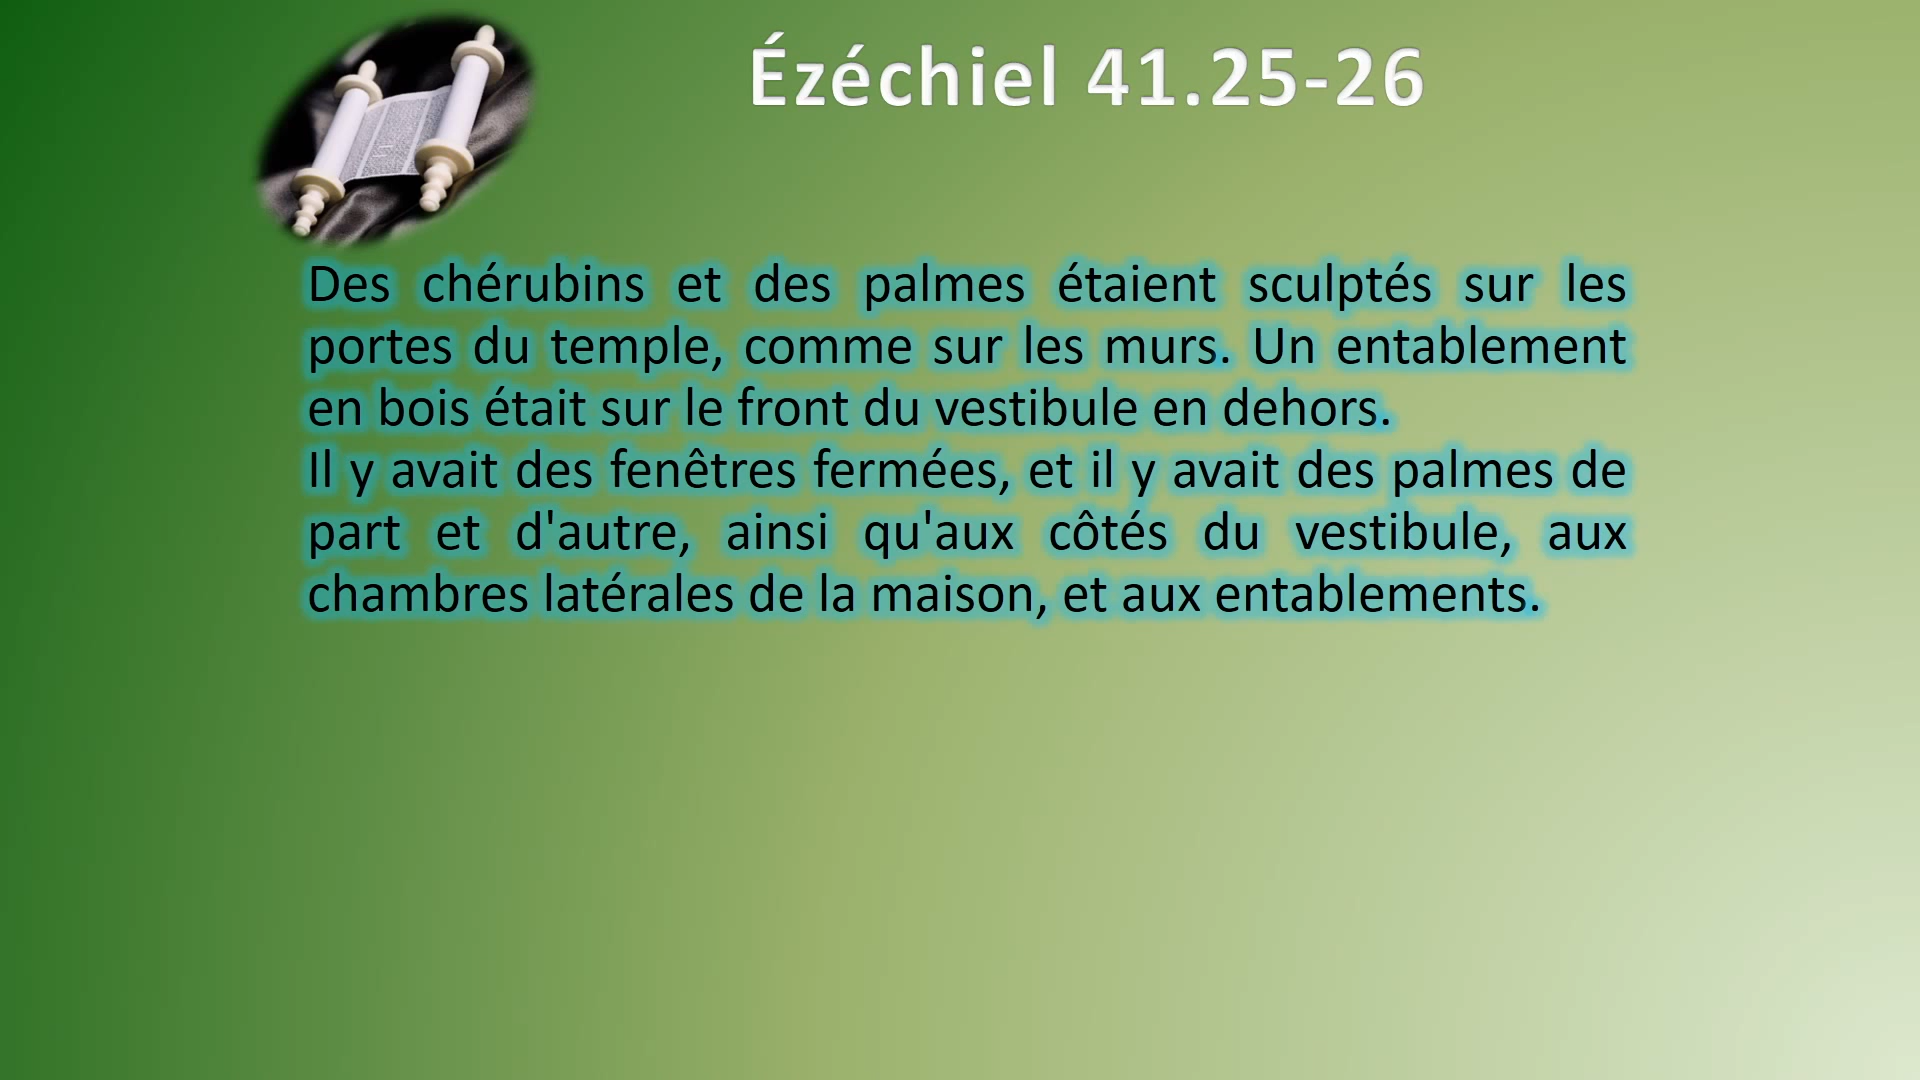 Ézéchiel 41.25-26
Des chérubins et des palmes étaient sculptés sur les
portes du temple, comme sur les murs. Un entablement
en bois était sur le front du vestibule en dehors.
Il y avait des fenêtres fermées, et il y avait des palmes de
part et d'autre, ainsi qu'aux côtés du vestibule, aux
chambres latérales de la maison, et aux entablements.